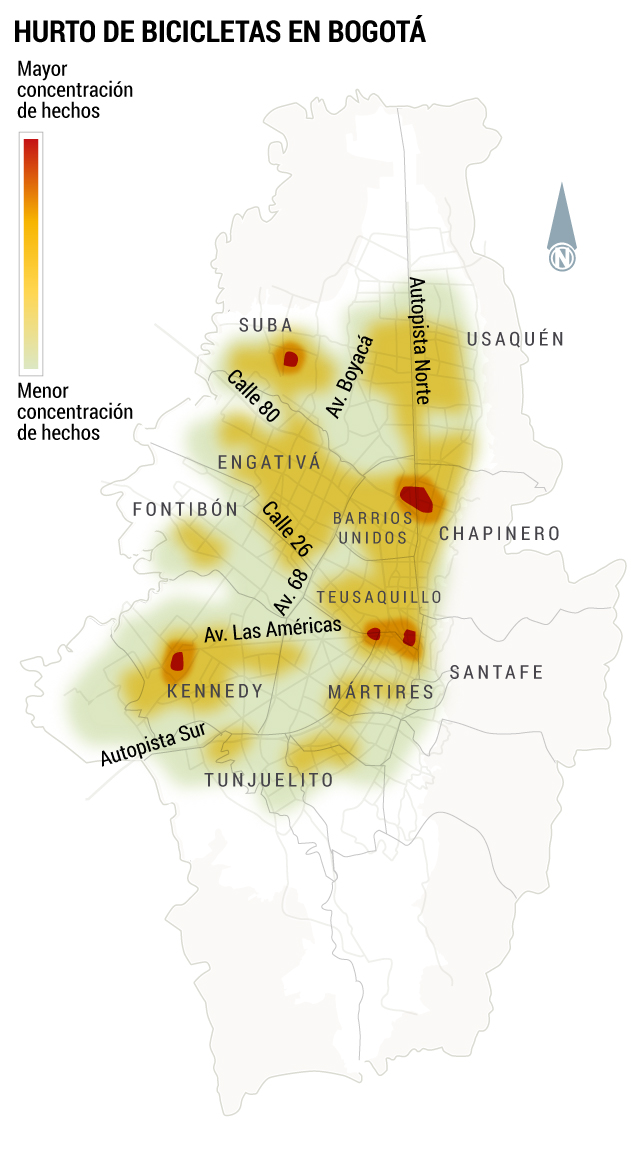 HURTO DE BICICLETAS EN BOGOTÁ
Mayor
concentración
de hechos
Menor
concentración
de hechos
N
Autopista Norte
SUBA
USAQUÉN
Av. Boyacá
Calle 80
ENGATIVÁ
FONTIBÓN
BARRIOS
UNIDOS
CHAPINERO
Calle 26
Av. 68
TEUSAQUILLO
Av. Las Américas
SANTAFE
KENNEDY
MÁRTIRES
Autopista Sur
TUNJUELITO